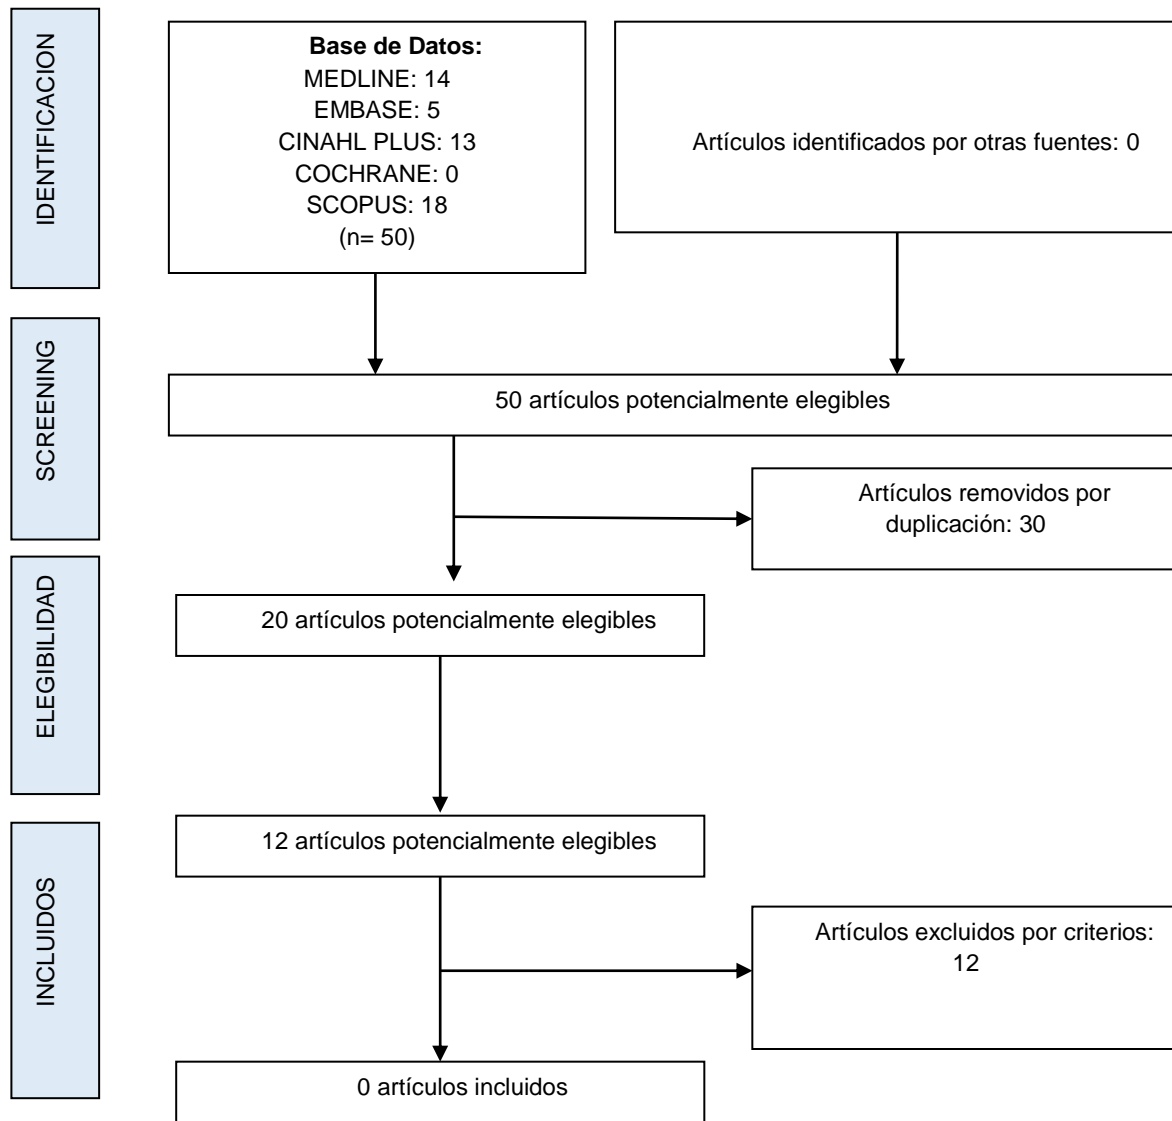 IDENTIFICACION
Base de Datos:
MEDLINE: 14
EMBASE: 5
CINAHL PLUS: 13
COCHRANE: 0
SCOPUS: 18
(n= 50)
Artículos identificados por otras fuentes: 0
SCREENING
50 artículos potencialmente elegibles
Artículos removidos por
duplicación: 30
ELEGIBILIDAD
20 artículos potencialmente elegibles
12 artículos potencialmente elegibles
INCLUIDOS
Artículos excluidos por criterios:
12
0 artículos incluidos